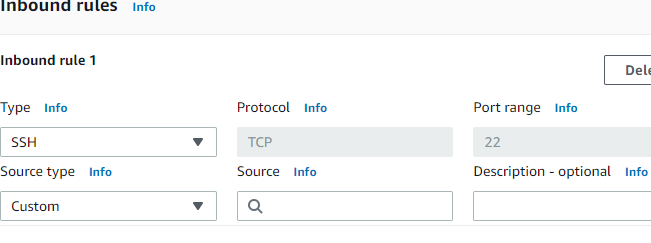 Inbound rules Info
Inbound rule 1
Dele
Type Info Protocol Info Port range Info
SSH TCP 22
Source type Info Source Info Description - optional Info
Custom